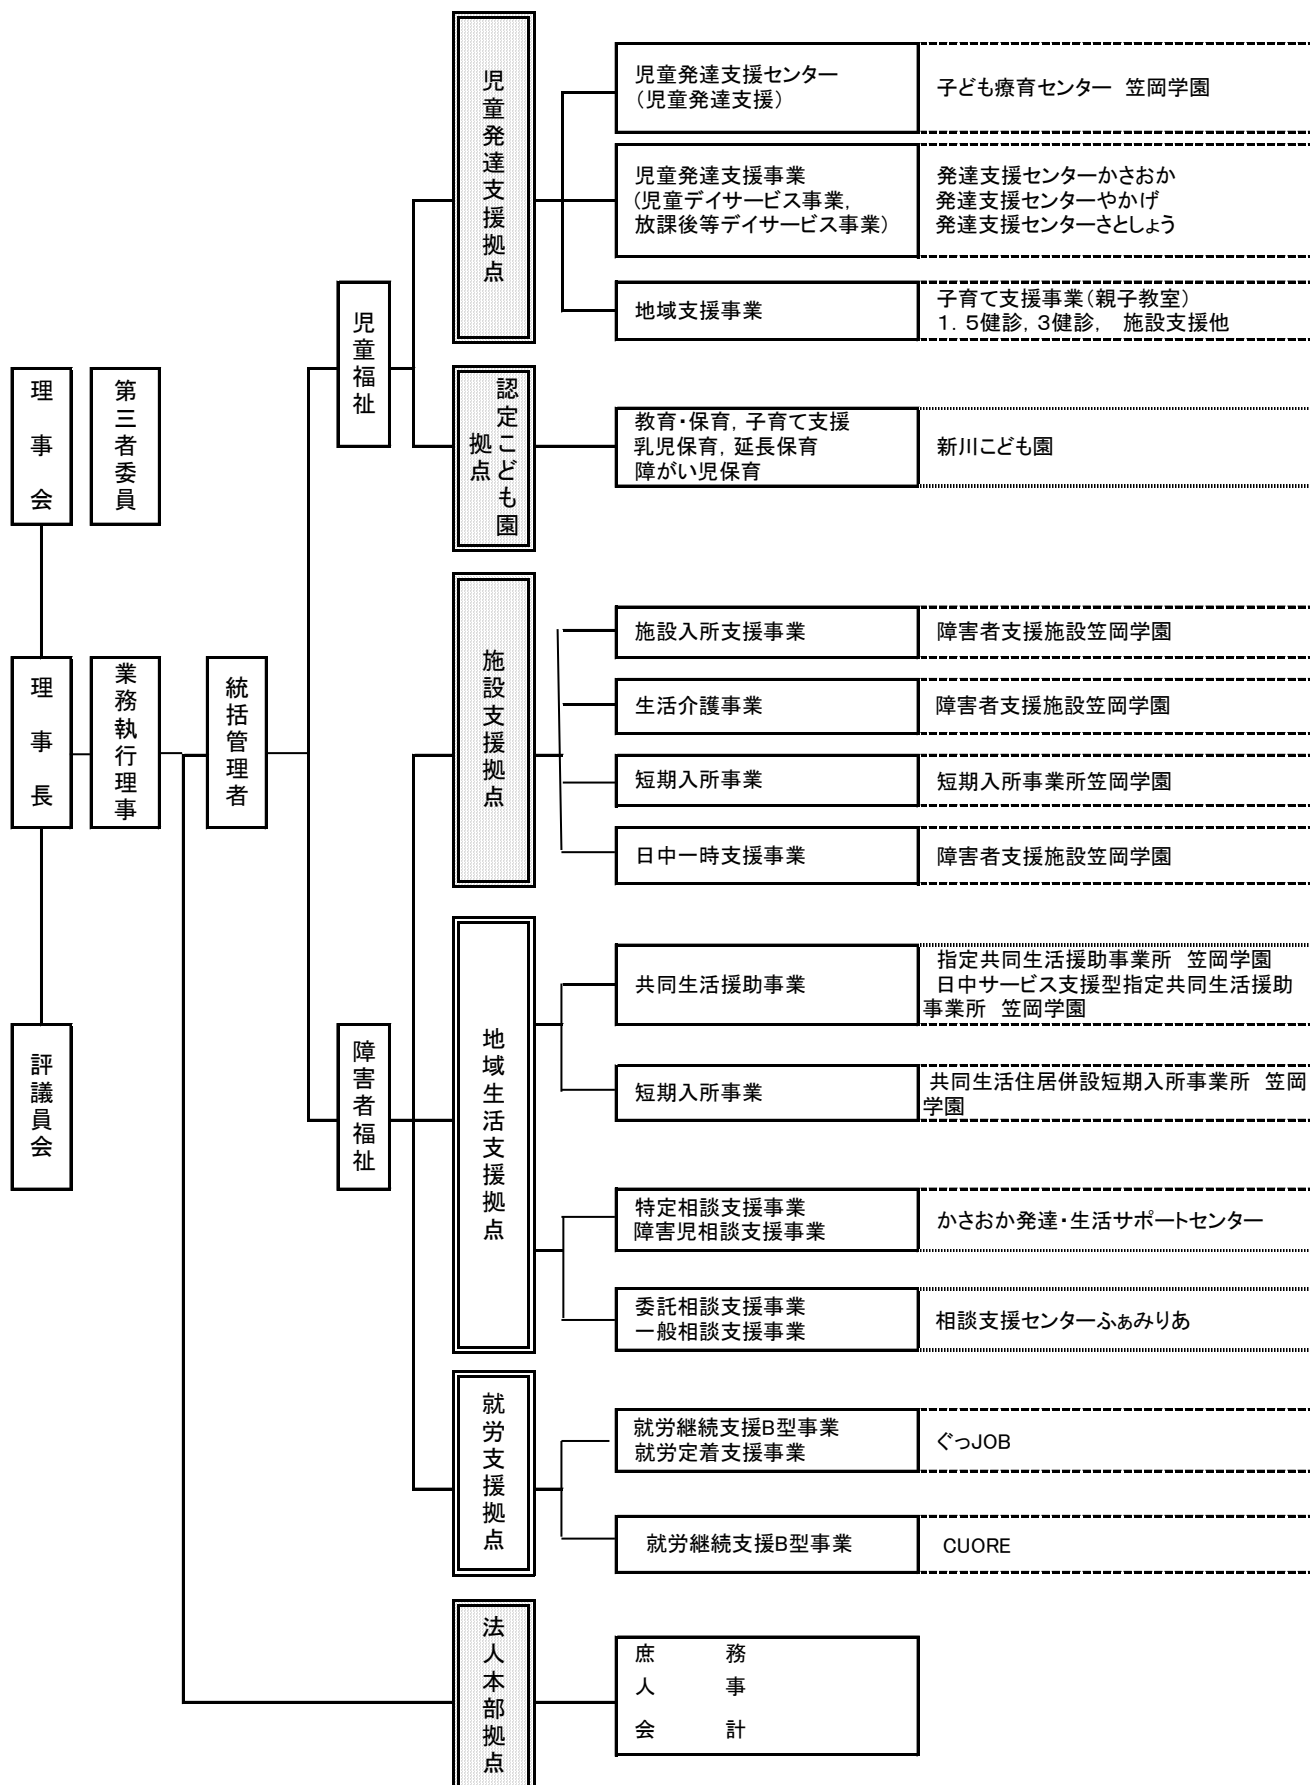 理事会
第三者委員
理事長
業務執行理事
統括管理者
評議員会
児童福祉
障害者福祉
児童発達支援拠点
児童発達支援センター
(児童発達支援)
子ども療育センター 笠岡学園
児童発達支援事業
(児童デイサービス事業,
放課後等デイサービス事業)
発達支援センターかさおか
発達支援センターやかげ
発達支援センターさとしょう
地域支援事業
子育て支援事業(親子教室)
1.5健診,3健診, 施設支援他
認定こども園
拠点
教育・保育,子育て支援
乳児保育,延長保育
障がい児保育
新川こども園
施設支援拠点
施設入所支援事業
障害者支援施設笠岡学園
生活介護事業
障害者支援施設笠岡学園
短期入所事業
短期入所事業所笠岡学園
日中一時支援事業
障害者支援施設笠岡学園
地域生活支援拠点
共同生活援助事業
指定共同生活援助事業所 笠岡学園
日中サービス支援型指定共同生活援助
事業所 笠岡学園
短期入所事業
共同生活住居併設短期入所事業所 笠岡
学園
特定相談支援事業
障害児相談支援事業
かさおか発達・生活サポートセンター
委託相談支援事業
一般相談支援事業
相談支援センターふぁみりあ
就労支援拠点
就労継続支援B型事業
就労定着支援事業
ぐっJOB
就労継続支援B型事業
CUORE
法人本部拠点
庶 務
人 事
会 計